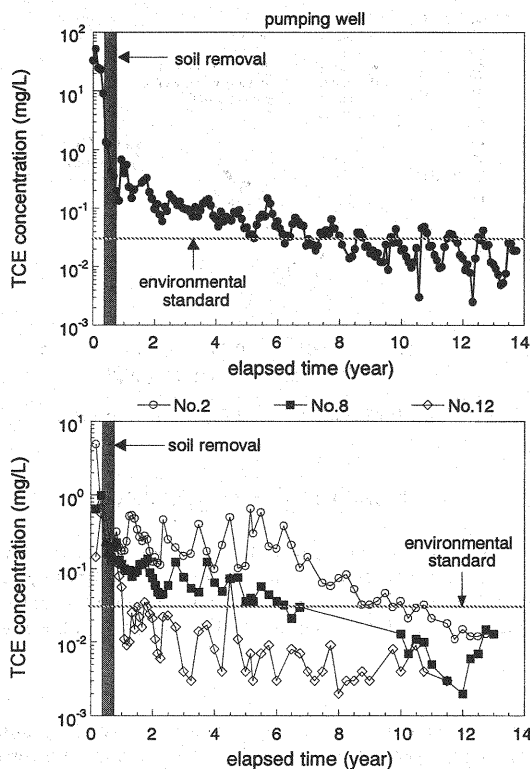 pumping well
10^2
10^1
10^0
10^-1
10^-2
10^-3
TCE concentration (mg/L)
soil removal
environmental
standard
0 2 4 6 8 10 12 14
elapsed time (year)
No.2 No.8 No.12
10^1
10^0
10^-1
10^-2
10^-3
TCE concentration (mg/L)
soil removal
environmental
standard
0 2 4 6 8 10 12 14
elapsed time (year)